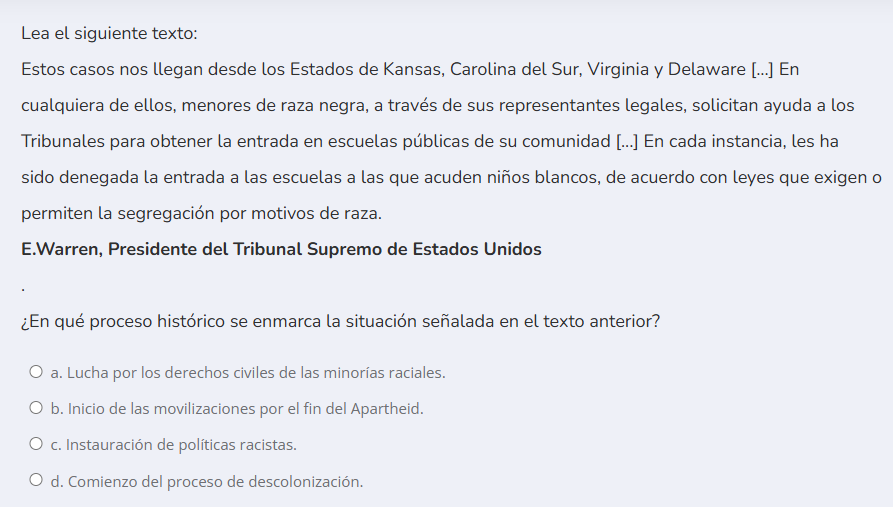 Lea el siguiente texto:
Estos casos nos llegan desde los Estados de Kansas, Carolina del Sur, Virginia y Delaware [...] En
cualquiera de ellos, menores de raza negra, a través de sus representantes legales, solicitan ayuda a los
Tribunales para obtener la entrada en escuelas públicas de su comunidad [...] En cada instancia, les ha
sido denegada la entrada a las escuelas a las que acuden niños blancos, de acuerdo con leyes que exigen o
permiten la segregación por motivos de raza.
E.Warren, Presidente del Tribunal Supremo de Estados Unidos
.
¿En qué proceso histórico se enmarca la situación señalada en el texto anterior?
a. Lucha por los derechos civiles de las minorías raciales.
b. Inicio de las movilizaciones por el fin del Apartheid.
c. Instauración de políticas racistas.
d. Comienzo del proceso de descolonización.